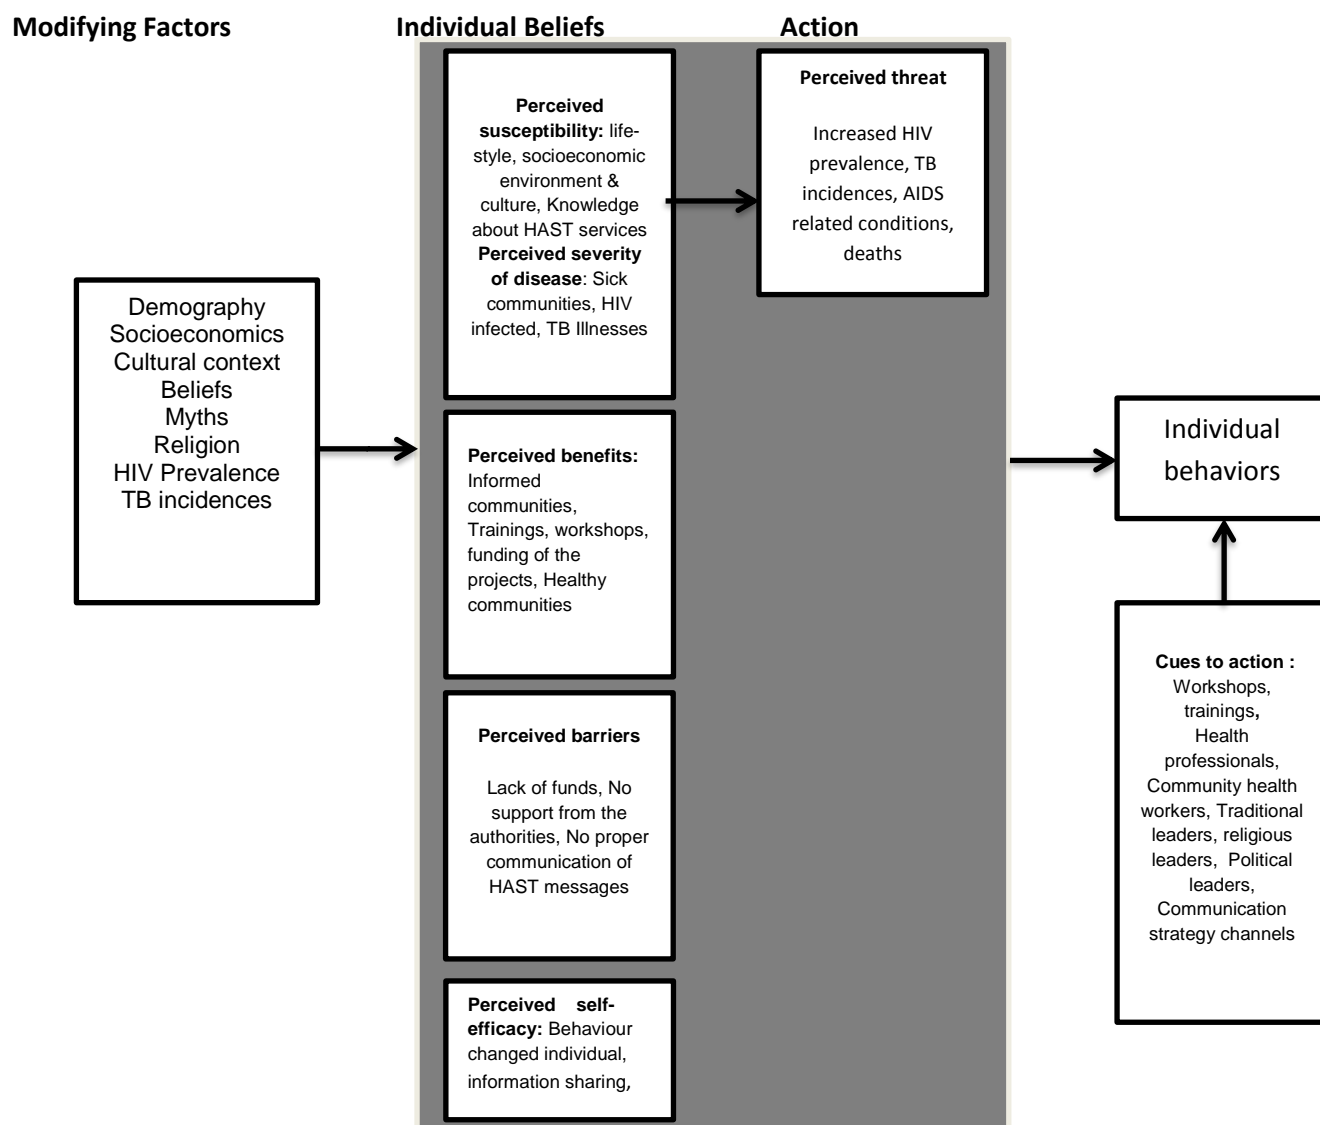 Modifying Factors
Individual Beliefs
Action
Demography
Socioeconomics
Cultural context
Beliefs
Myths
Religion
HIV Prevalence
TB incidences
Perceived
susceptibility: life-
style, socioeconomic
environment &
culture, Knowledge
about HAST services
Perceived severity
of disease: Sick
communities, HIV
infected, TB Illnesses
Perceived benefits:
Informed
communities,
Trainings, workshops,
funding of the
projects, Healthy
communities
Perceived barriers
Lack of funds, No
support from the
authorities, No proper
communication of
HAST messages
Perceived self-
efficacy: Behaviour
changed individual,
information sharing,
Perceived threat
Increased HIV
prevalence, TB
incidences, AIDS
related conditions,
deaths
Individual
behaviors
Cues to action :
Workshops,
trainings,
Health
professionals,
Community health
workers, Traditional
leaders, religious
leaders, Political
leaders,
Communication
strategy channels